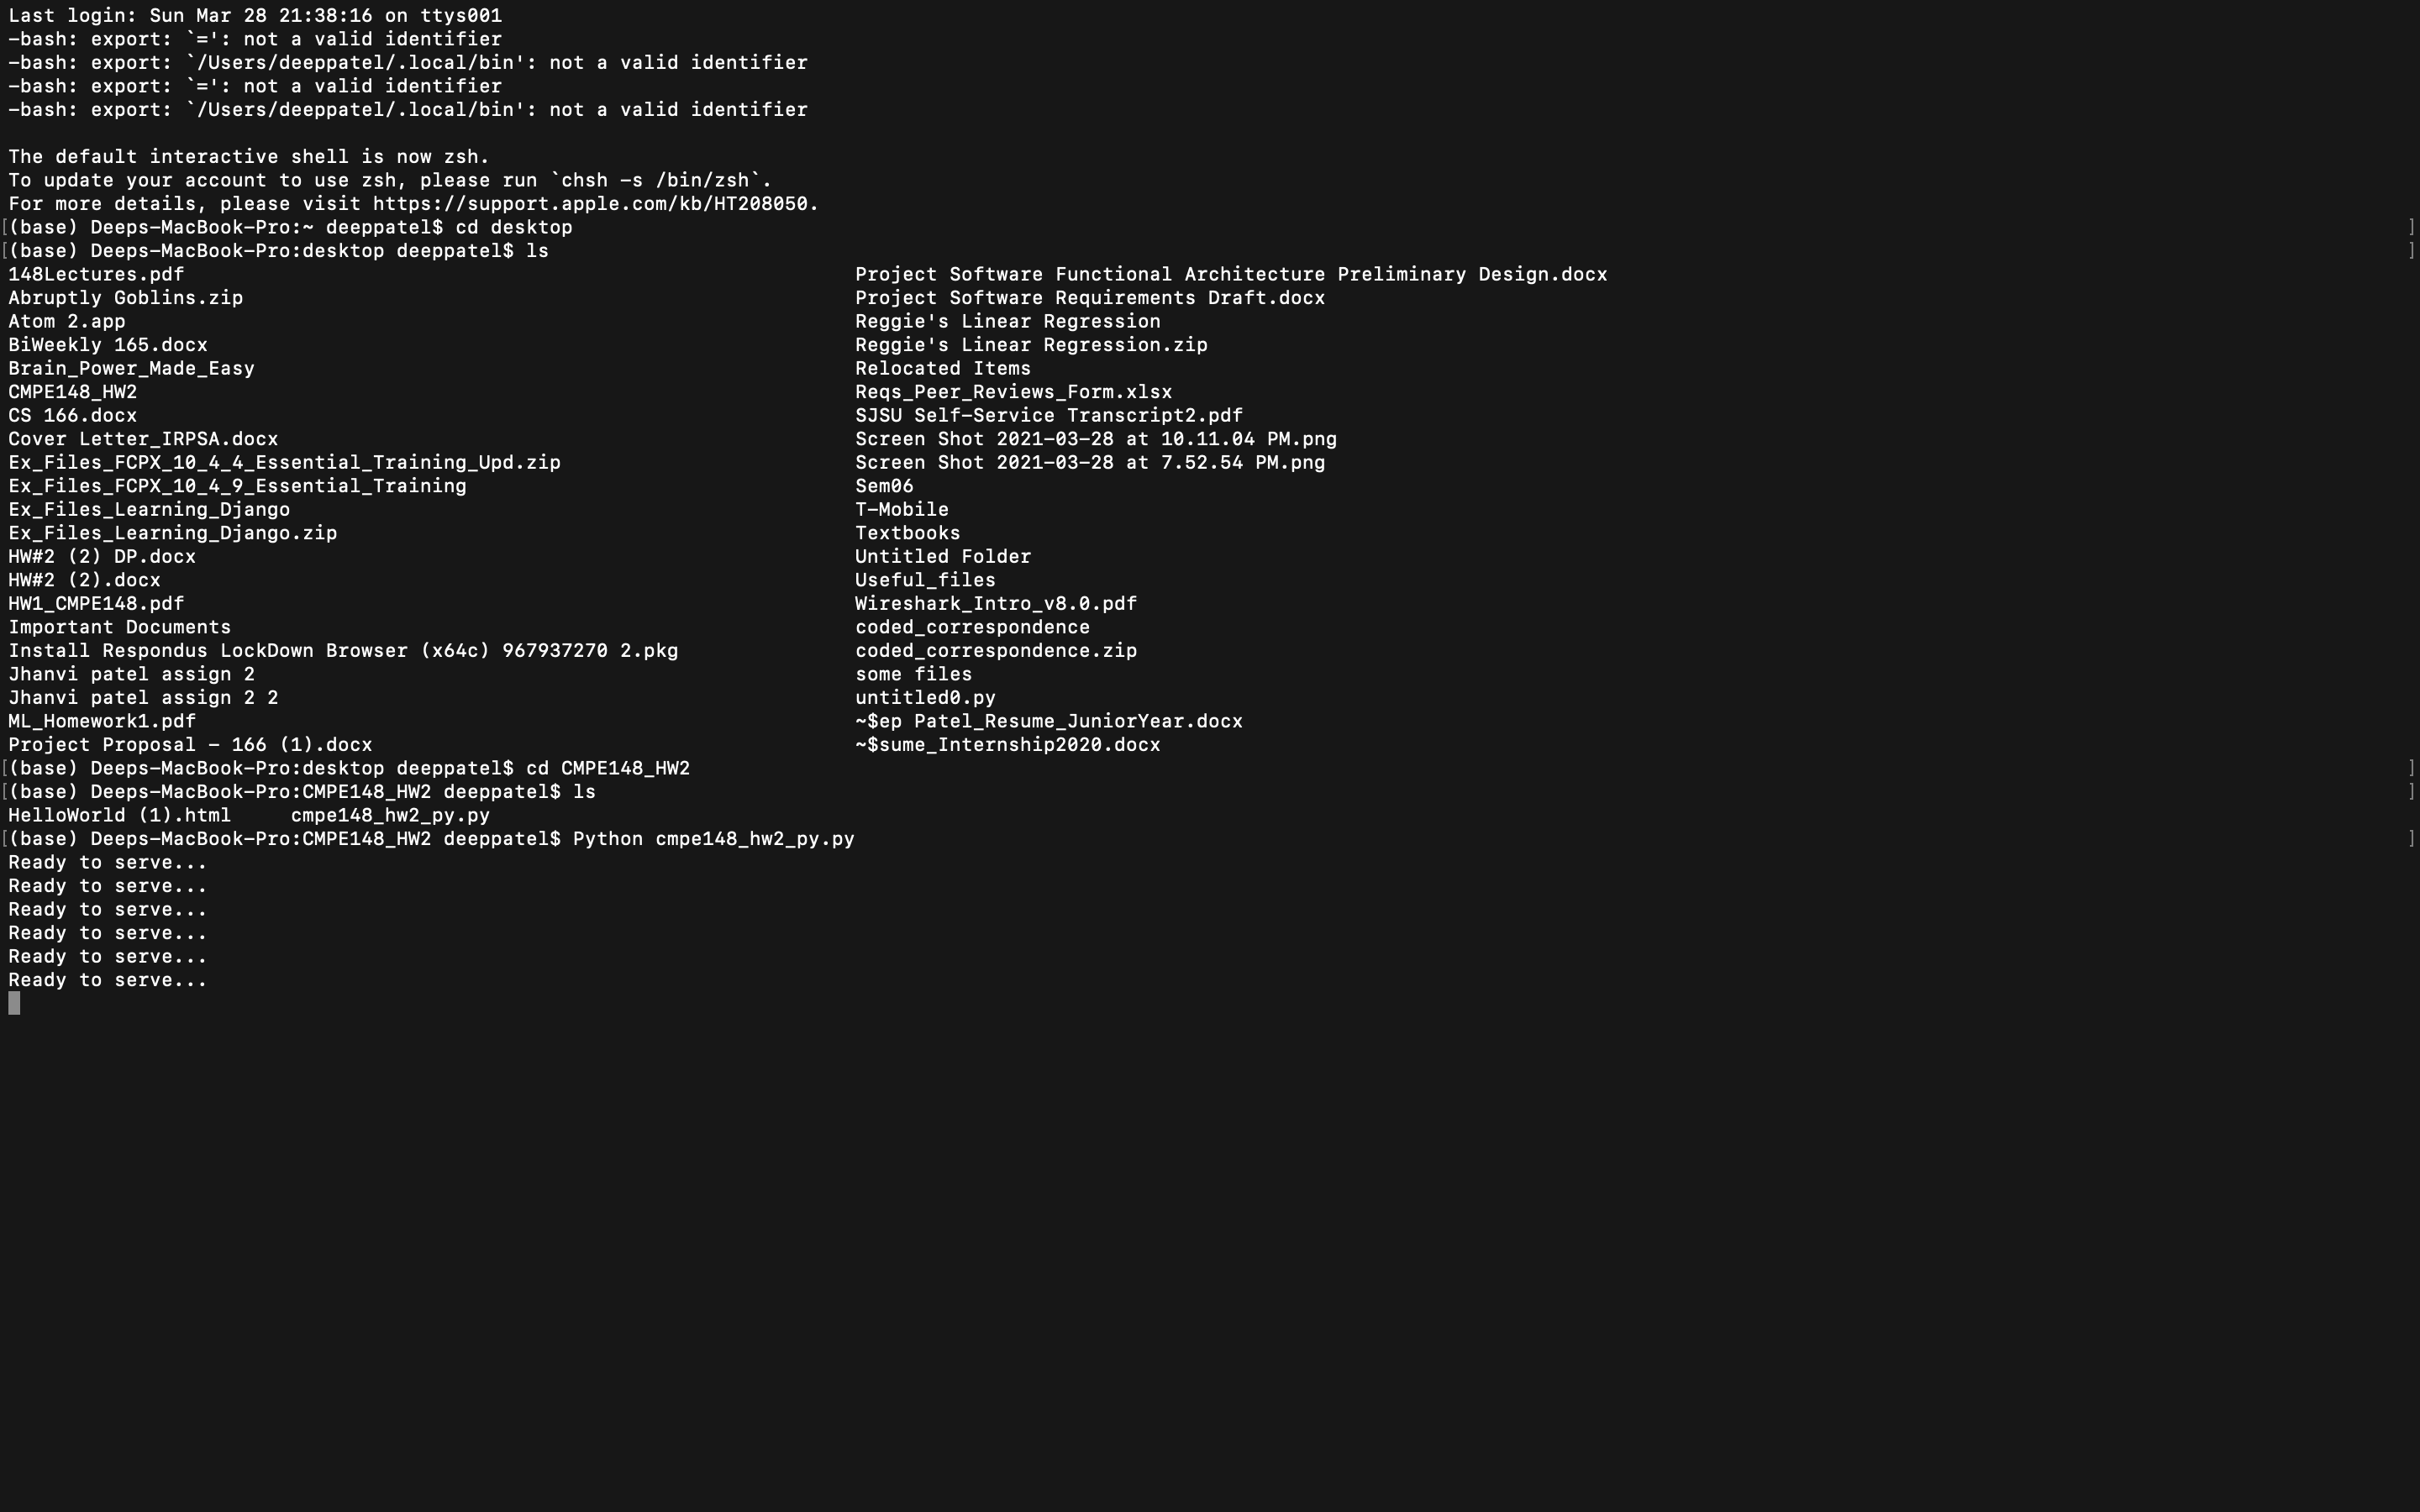 Last login: Sun Mar 28 21:38:16 on ttys001
-bash: export: `=': not a valid identifier
-bash: export: `/Users/deeppatel/.local/bin': not a valid identifier
-bash: export: `=': not a valid identifier
-bash: export: `/Users/deeppatel/.local/bin': not a valid identifier

The default interactive shell is now zsh.
To update your account to use zsh, please run `chsh -s /bin/zsh`.
For more details, please visit https://support.apple.com/kb/HT208050.
[(base) Deeps-MacBook-Pro:~ deeppatel$ cd desktop ]
[(base) Deeps-MacBook-Pro:desktop deeppatel$ ls ]
148Lectures.pdf Project Software Functional Architecture Preliminary Design.docx
Abruptly Goblins.zip Project Software Requirements Draft.docx
Atom 2.app Reggie's Linear Regression
BiWeekly 165.docx Reggie's Linear Regression.zip
Brain_Power_Made_Easy Relocated Items
CMPE148_HW2 Reqs_Peer_Reviews_Form.xlsx
CS 166.docx SJSU Self-Service Transcript2.pdf
Cover Letter_IRPSA.docx Screen Shot 2021-03-28 at 10.11.04 PM.png
Ex_Files_FCPX_10_4_4_Essential_Training_Upd.zip Screen Shot 2021-03-28 at 7.52.54 PM.png
Ex_Files_FCPX_10_4_9_Essential_Training Sem06
Ex_Files_Learning_Django T-Mobile
Ex_Files_Learning_Django.zip Textbooks
HW#2 (2) DP.docx Untitled Folder
HW#2 (2).docx Useful_files
HW1_CMPE148.pdf Wireshark_Intro_v8.0.pdf
Important Documents coded_correspondence
Install Respondus LockDown Browser (x64c) 967937270 2.pkg coded_correspondence.zip
Jhanvi patel assign 2 some files
Jhanvi patel assign 2 2 untitled0.py
ML_Homework1.pdf ~$ep Patel_Resume_JuniorYear.docx
Project Proposal - 166 (1).docx ~$sume_Internship2020.docx
[(base) Deeps-MacBook-Pro:desktop deeppatel$ cd CMPE148_HW2 ]
[(base) Deeps-MacBook-Pro:CMPE148_HW2 deeppatel$ ls ]
HelloWorld (1).html cmpe148_hw2_py.py
[(base) Deeps-MacBook-Pro:CMPE148_HW2 deeppatel$ Python cmpe148_hw2_py.py ]
Ready to serve...
Ready to serve...
Ready to serve...
Ready to serve...
Ready to serve...
Ready to serve...